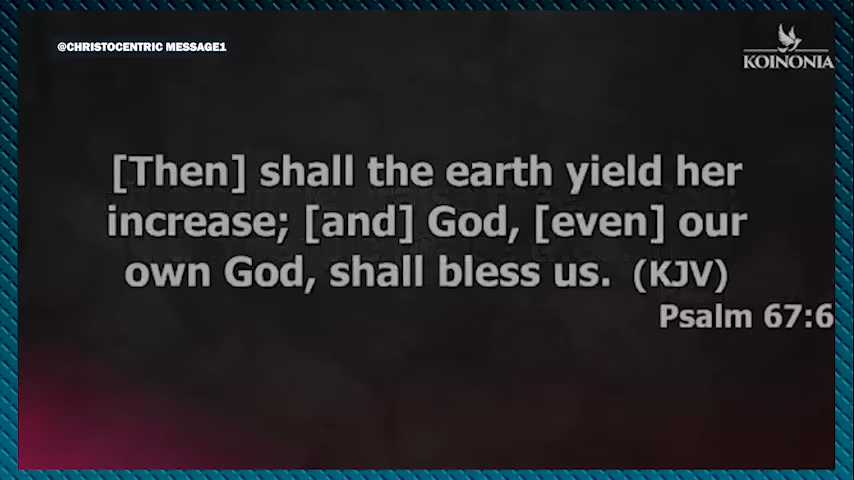 @CHRISTOCENTRIC MESSAGE1
KOINONIA
[Then] shall the earth yield her
increase; [and] God, [even] our
own God, shall bless us. (KJV)
Psalm 67:6